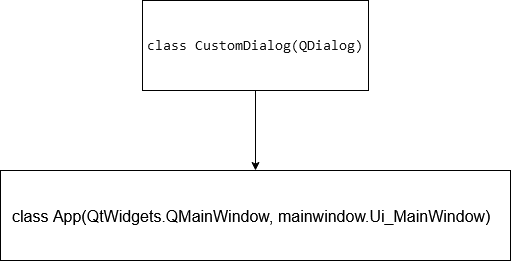 class CustomDialog(QDialog)
class App(QtWidgets.QMainWindow, mainwindow.Ui_MainWindow)